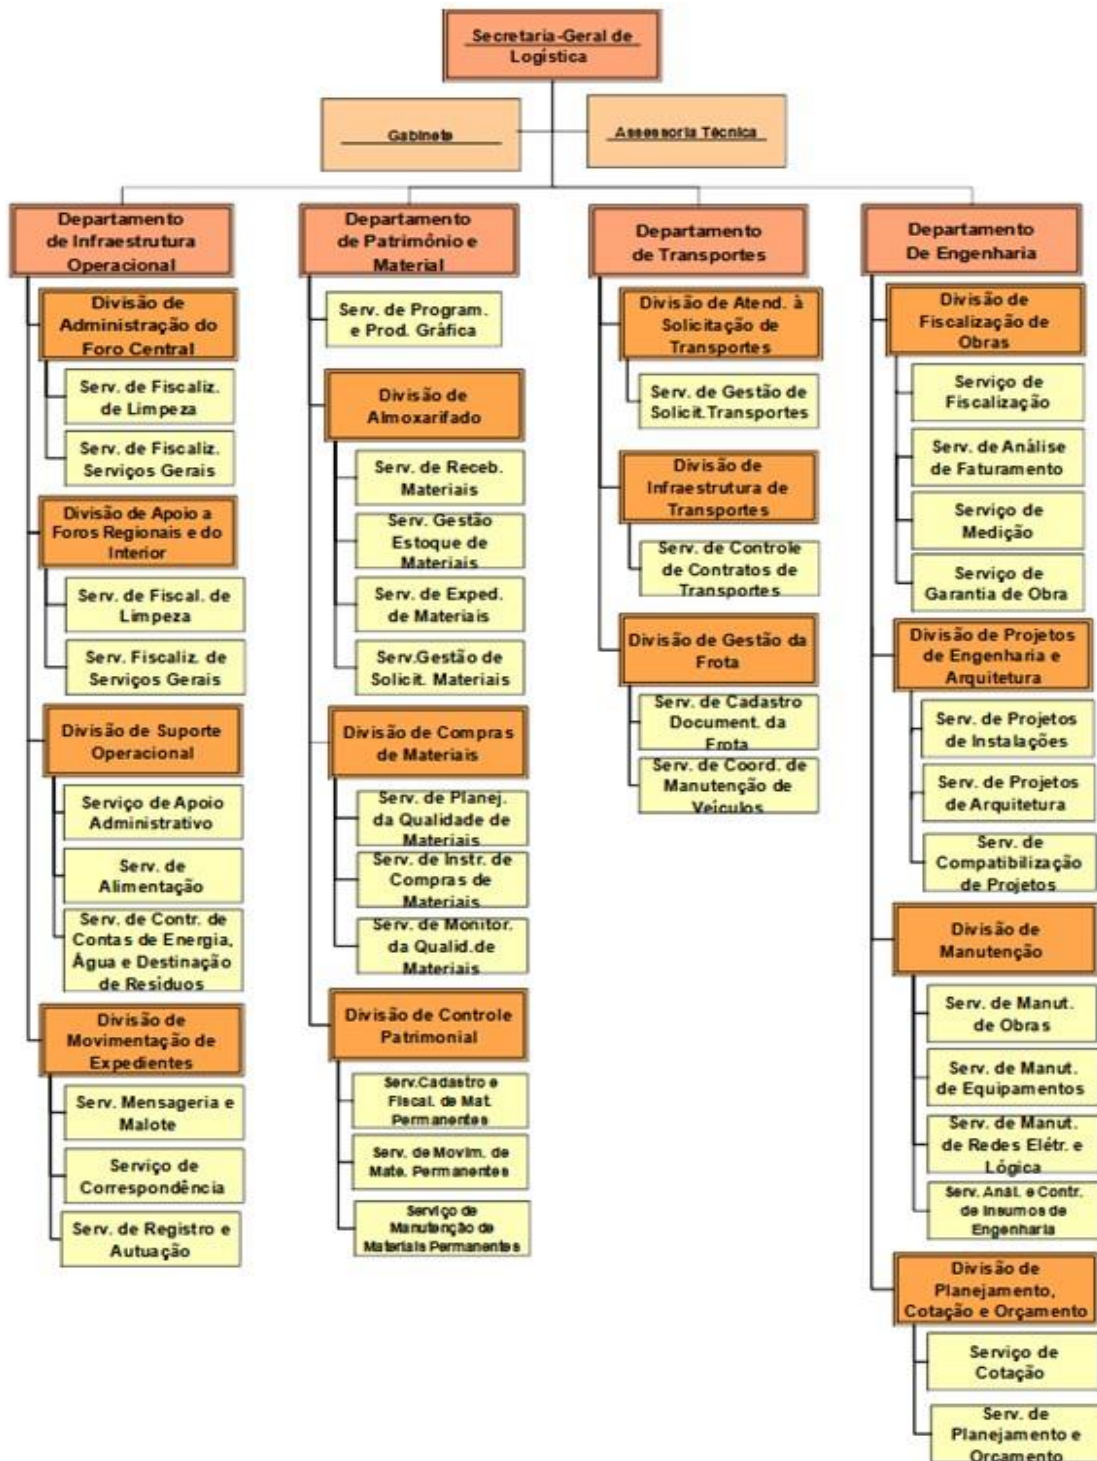 Secretaria-Geral de
Logística
Gabinete
Assessoria Técnica
Departamento
de Infraestrutura
Operacional
Divisão de
Administração do
Foro Central
Serv. de Fiscaliz.
de Limpeza
Serv. de Fiscaliz.
Serviços Gerais
Divisão de Apoio a
Foros Regionais e do
Interior
Serv. de Fiscal. de
Limpeza
Serv. Fiscaliz. de
Serviços Gerais
Divisão de Suporte
Operacional
Serviço de Apoio
Administrativo
Serv. de
Alimentação
Serv. de Contr. de
Contas de Energia,
Água e Destinação
de Resíduos
Divisão de
Movimentação de
Expedientes
Serv. Mensageria e
Malote
Serviço de
Correspondência
Serv. de Registro e
Autuação
Departamento
de Patrimônio e
Material
Serv. de Program.
e Prod. Gráfica
Divisão de
Almoxarifado
Serv. de Receb.
Materiais
Serv. Gestão
Estoque de
Materiais
Serv. de Exped.
de Materiais
Serv.Gestão de
Solicit. Materiais
Divisão de Compras
de Materiais
Serv. de Planej.
da Qualidade de
Materiais
Serv. de Instr. de
Compras de
Materiais
Serv. de Monitor.
da Qualid.de
Materiais
Divisão de Controle
Patrimonial
Serv.Cadastro e
Fiscal. de Mat.
Permanentes
Serv. de Movim. de
Mate. Permanentes
Serviço de
Manutenção de
Materiais Permanentes
Departamento
de Transportes
Divisão de Atend. à
Solicitação de
Transportes
Serv. de Gestão de
Solicit.Transportes
Divisão de
Infraestrutura de
Transportes
Serv. de Controle
de Contratos de
Transportes
Divisão de Gestão da
Frota
Serv. de Cadastro
Document. da
Frota
Serv. de Coord. de
Manutenção de
Veículos
Departamento
De Engenharia
Divisão de
Fiscalização de
Obras
Serviço de
Fiscalização
Serv. de Análise
de Faturamento
Serviço de
Medição
Serviço de
Garantia de Obra
Divisão de Projetos
de Engenharia e
Arquitetura
Serv. de Projetos
de Instalações
Serv. de Projetos
de Arquitetura
Serv. de
Compatibilização
de Projetos
Divisão de
Manutenção
Serv. de Manut.
de Obras
Serv. de Manut.
de Equipamentos
Serv. de Manut.
de Redes Elétr. e
Lógica
Serv. Anál. e Contr.
de Insumos de
Engenharia
Divisão de
Planejamento,
Cotação e Orçamento
Serviço de
Cotação
Serv. de
Planejamento e
Orçamento